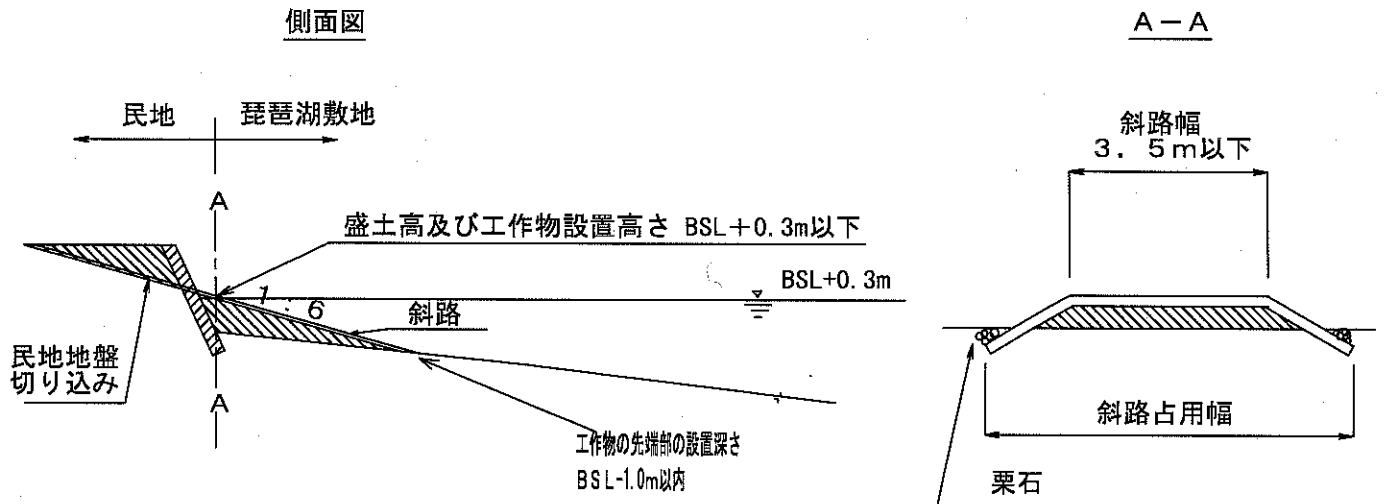 側面図
民地
琵琶湖敷地
A
盛土高及び工作物設置高さ BSL+0.3m以下
BSL+0.3m
1:6
斜路
民地地盤
切り込み
A
工作物の先端部の設置深さ
BSL-1.0m以内
A-A
斜路幅
3.5m以下
斜路占用幅
栗石